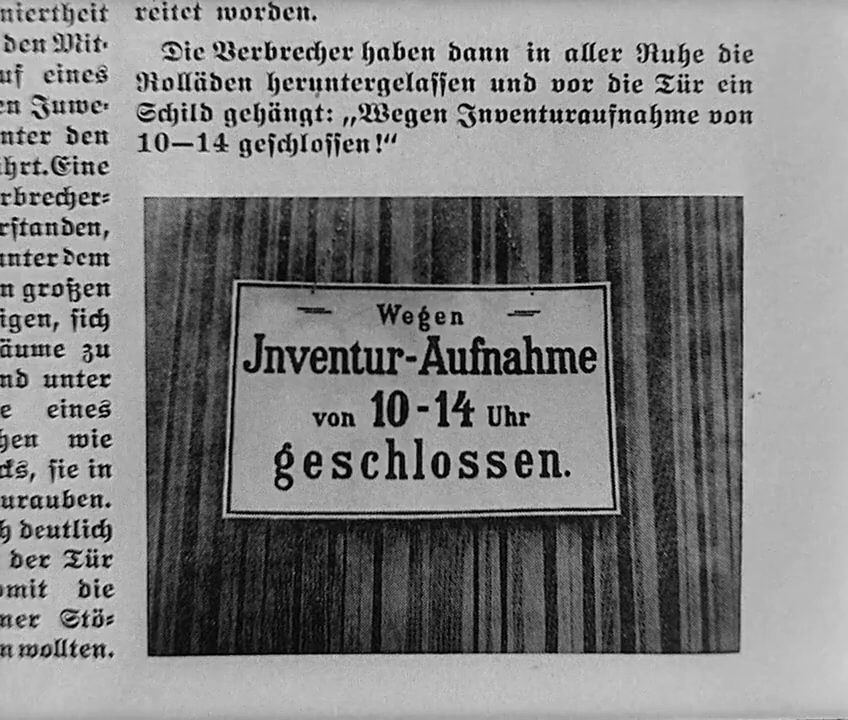 niertheit
den Mit-
uf eines
en Juwe-
nter den
ührt. Eine
rbrecher-
rstanden,
unter dem
n großen
igen, sich
äume zu
nd unter
e eines
hen wie
cks, sie in
urauben.
h deutlich
der Tür
omit die
ner Stö-
n wollten.
reitet worden.
Die Verbrecher haben dann in aller Ruhe die
Rolläden heruntergelassen und vor die Tür ein
Schild gehängt: „Wegen Inventuraufnahme von
10—14 geschlossen!“
Wegen
Jnventur-Aufnahme
von 10-14 Uhr
geschlossen.